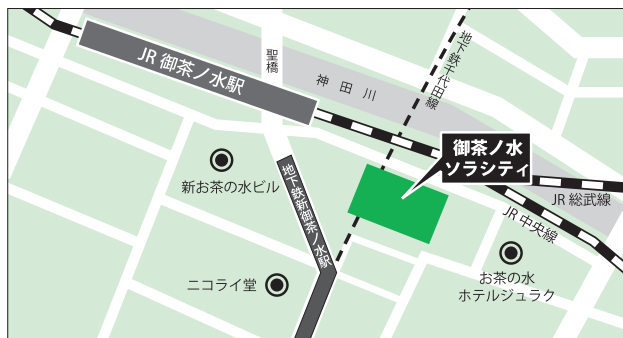 JR 御茶ノ水駅
聖橋
神田川
地下鉄千代田線
御茶ノ水
ソラシティ
新お茶の水ビル
地下鉄新御茶ノ水駅
JR 総武線
JR 中央線
ニコライ堂
お茶の水
ホテルジュラク